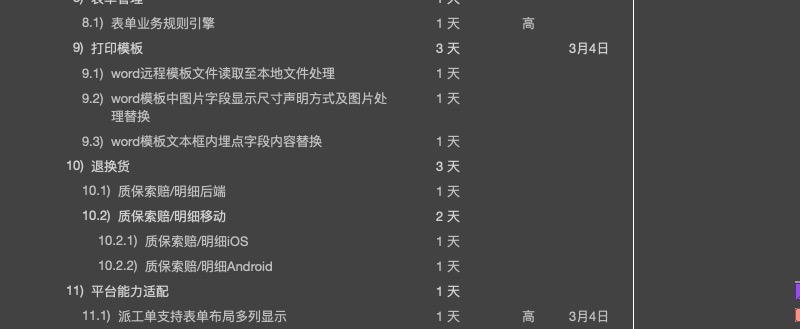 1 天
8.1) 表单业务规则引擎 1 天 高
9) 打印模板 3 天 3月4日
9.1) word远程模板文件读取至本地文件处理 1 天
9.2) word模板中图片字段显示尺寸声明方式及图片处 1 天
理替换
9.3) word模板文本框内埋点字段内容替换 1 天
10) 退换货 3 天
10.1) 质保索赔/明细后端 1 天
10.2) 质保索赔/明细移动 2 天
10.2.1) 质保索赔/明细iOS 1 天
10.2.2) 质保索赔/明细Android 1 天
11) 平台能力适配 1 天
11.1) 派工单支持表单布局多列显示 1 天 高 3月4日